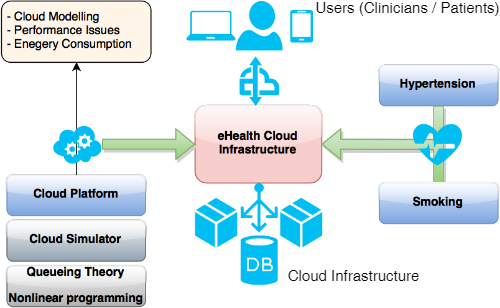 - Cloud Modelling
- Performance Issues
- Enegery Consumption
Users (Clinicians / Patients)
Hypertension
eHealth Cloud
Infrastructure
Cloud Platform
Smoking
Cloud Simulator
Queueing Theory
Nonlinear programming
DB
Cloud Infrastructure